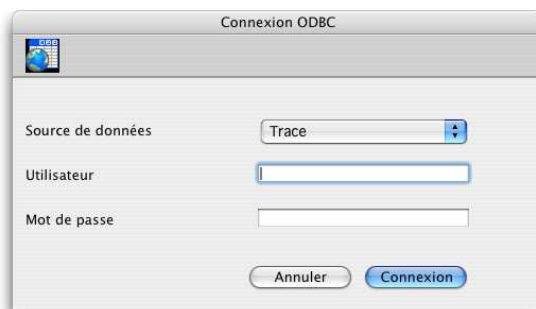 Connexion ODBC
Source de données
Trace
Utilisateur
Mot de passe
Annuler
Connexion